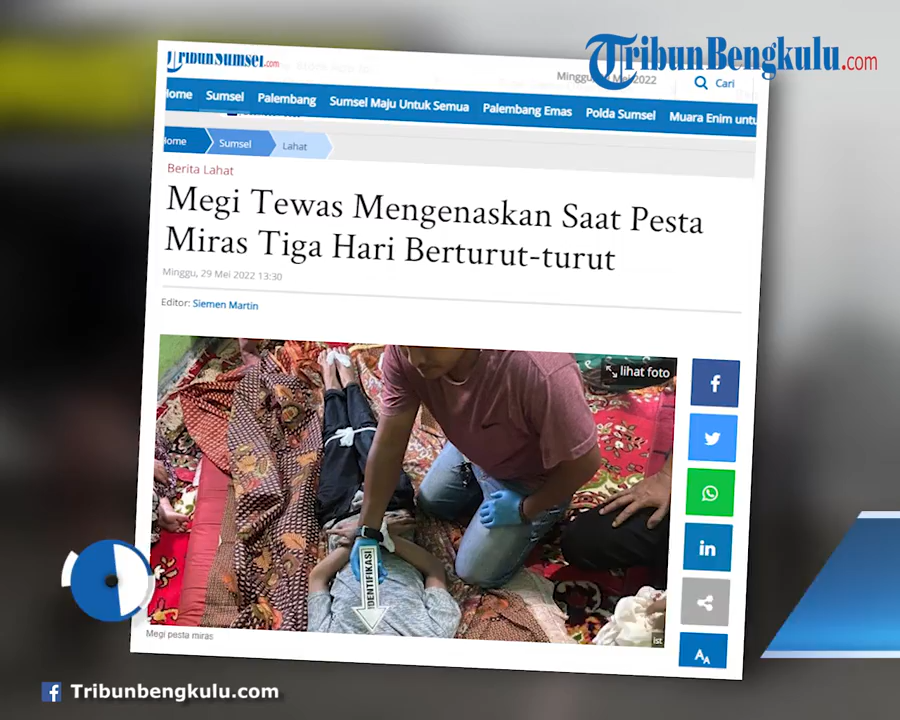 TribunBengkulu.com
TribunSumsel.com
Minggu, Mei 2022
Cari
Home Sumsel Palembang Sumsel Maju Untuk Semua Palembang Emas Polda Sumsel Muara Enim untu
Home Sumsel Lahat
Berita Lahat
Megi Tewas Mengenaskan Saat Pesta
Miras Tiga Hari Berturut-turut
Minggu, 29 Mei 2022 13:30
Editor: Siemen Martin
lihat foto
IDENTIFIKASI
ist
Megi pesta miras
AA
Tribunbengkulu.com